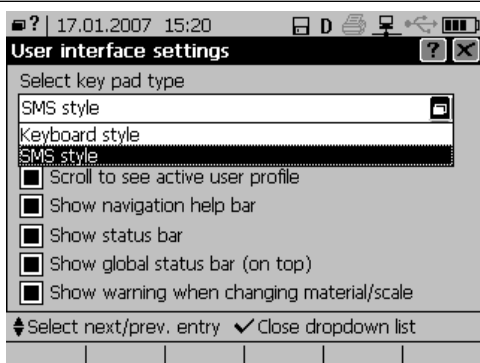 ? 17.01.2007 15:20 D
User interface settings ? X
Select key pad type
SMS style
Keyboard style
SMS style
Scroll to see active user profile
Show navigation help bar
Show status bar
Show global status bar (on top)
Show warning when changing material/scale
Select next/prev. entry ✓Close dropdown list